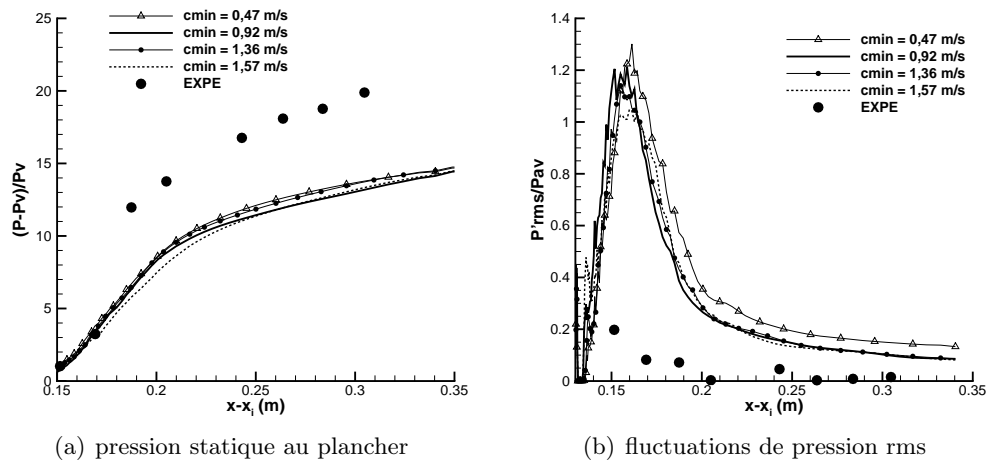 25
20
15
10
5
0
(P-Pv)/Pv
0.15
0.2
0.25
0.3
0.35
x-xi (m)
cmin = 0,47 m/s
cmin = 0,92 m/s
cmin = 1,36 m/s
cmin = 1,57 m/s
EXPE
(a) pression statique au plancher
1.4
1.2
1
0.8
0.6
0.4
0.2
0
P'rms/Pav
0.15
0.2
0.25
0.3
0.35
x-xi (m)
cmin = 0,47 m/s
cmin = 0,92 m/s
cmin = 1,36 m/s
cmin = 1,57 m/s
EXPE
(b) fluctuations de pression rms